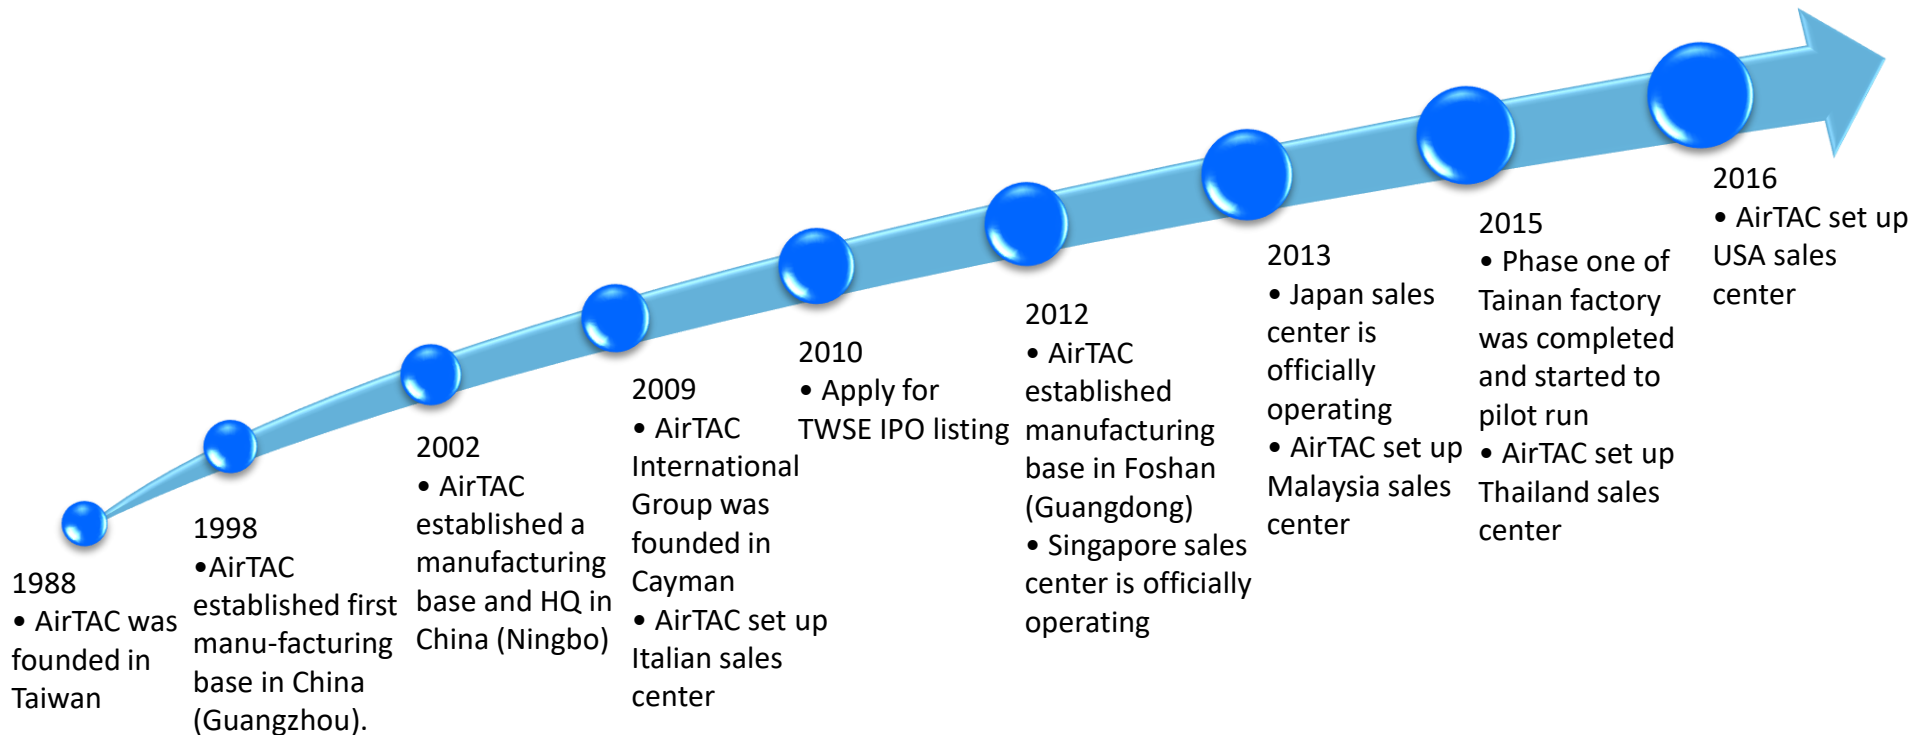 1988
• AirTAC was
founded in
Taiwan
1998
•AirTAC
established first
manu-facturing
base in China
(Guangzhou).
2002
• AirTAC
established a
manufacturing
base and HQ in
China (Ningbo)
2009
• AirTAC
International
Group was
founded in
Cayman
• AirTAC set up
Italian sales
center
2010
• Apply for
TWSE IPO listing
2012
• AirTAC
established
manufacturing
base in Foshan
(Guangdong)
• Singapore sales
center is officially
operating
2013
• Japan sales
center is
officially
operating
• AirTAC set up
Malaysia sales
center
2015
• Phase one of
Tainan factory
was completed
and started to
pilot run
• AirTAC set up
Thailand sales
center
2016
• AirTAC set up
USA sales
center